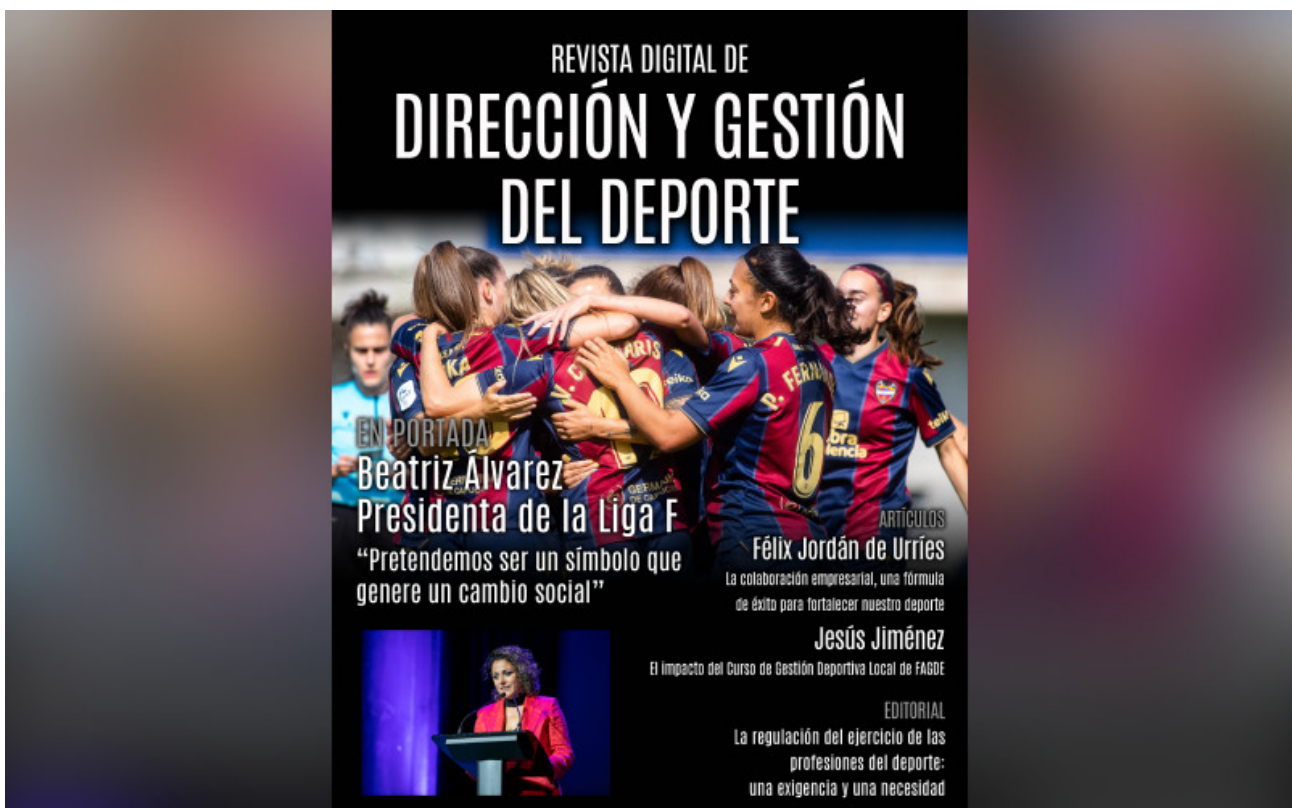 REVISTA DIGITAL DE
DIRECCIÓN Y GESTIÓN
DEL DEPORTE
P. FERNÁ
6
teika
EN PORTADA
Beatriz Álvarez
Presidenta de la Liga F
“Pretendemos ser un símbolo que
genere un cambio social”
ARTÍCULOS
Félix Jordán de Urríes
La colaboración empresarial, una fórmula
de éxito para fortalecer nuestro deporte
Jesús Jiménez
El impacto del Curso de Gestión Deportiva Local de FAGDE
EDITORIAL
La regulación del ejercicio de las
profesiones del deporte:
una exigencia y una necesidad